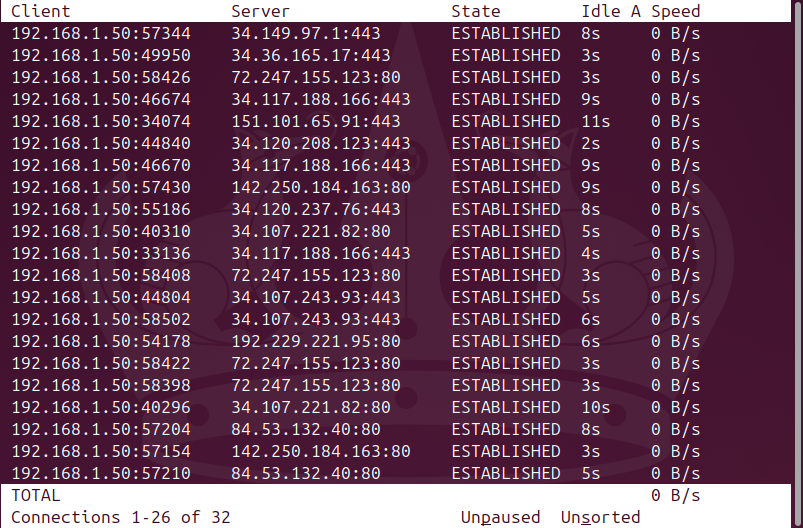 Client Server State Idle A Speed
192.168.1.50:57344 34.149.97.1:443 ESTABLISHED 8s 0 B/s
192.168.1.50:49950 34.36.165.17:443 ESTABLISHED 3s 0 B/s
192.168.1.50:58426 72.247.155.123:80 ESTABLISHED 3s 0 B/s
192.168.1.50:46674 34.117.188.166:443 ESTABLISHED 9s 0 B/s
192.168.1.50:34074 151.101.65.91:443 ESTABLISHED 11s 0 B/s
192.168.1.50:44840 34.120.208.123:443 ESTABLISHED 2s 0 B/s
192.168.1.50:46670 34.117.188.166:443 ESTABLISHED 9s 0 B/s
192.168.1.50:57430 142.250.184.163:80 ESTABLISHED 9s 0 B/s
192.168.1.50:55186 34.120.237.76:443 ESTABLISHED 8s 0 B/s
192.168.1.50:40310 34.107.221.82:80 ESTABLISHED 5s 0 B/s
192.168.1.50:33136 34.117.188.166:443 ESTABLISHED 4s 0 B/s
192.168.1.50:58408 72.247.155.123:80 ESTABLISHED 3s 0 B/s
192.168.1.50:44804 34.107.243.93:443 ESTABLISHED 5s 0 B/s
192.168.1.50:58502 34.107.243.93:443 ESTABLISHED 6s 0 B/s
192.168.1.50:54178 192.229.221.95:80 ESTABLISHED 6s 0 B/s
192.168.1.50:58422 72.247.155.123:80 ESTABLISHED 3s 0 B/s
192.168.1.50:58398 72.247.155.123:80 ESTABLISHED 3s 0 B/s
192.168.1.50:40296 34.107.221.82:80 ESTABLISHED 10s 0 B/s
192.168.1.50:57204 84.53.132.40:80 ESTABLISHED 8s 0 B/s
192.168.1.50:57154 142.250.184.163:80 ESTABLISHED 3s 0 B/s
192.168.1.50:57210 84.53.132.40:80 ESTABLISHED 5s 0 B/s
TOTAL 0 B/s
Connections 1-26 of 32 Unpaused Unsorted